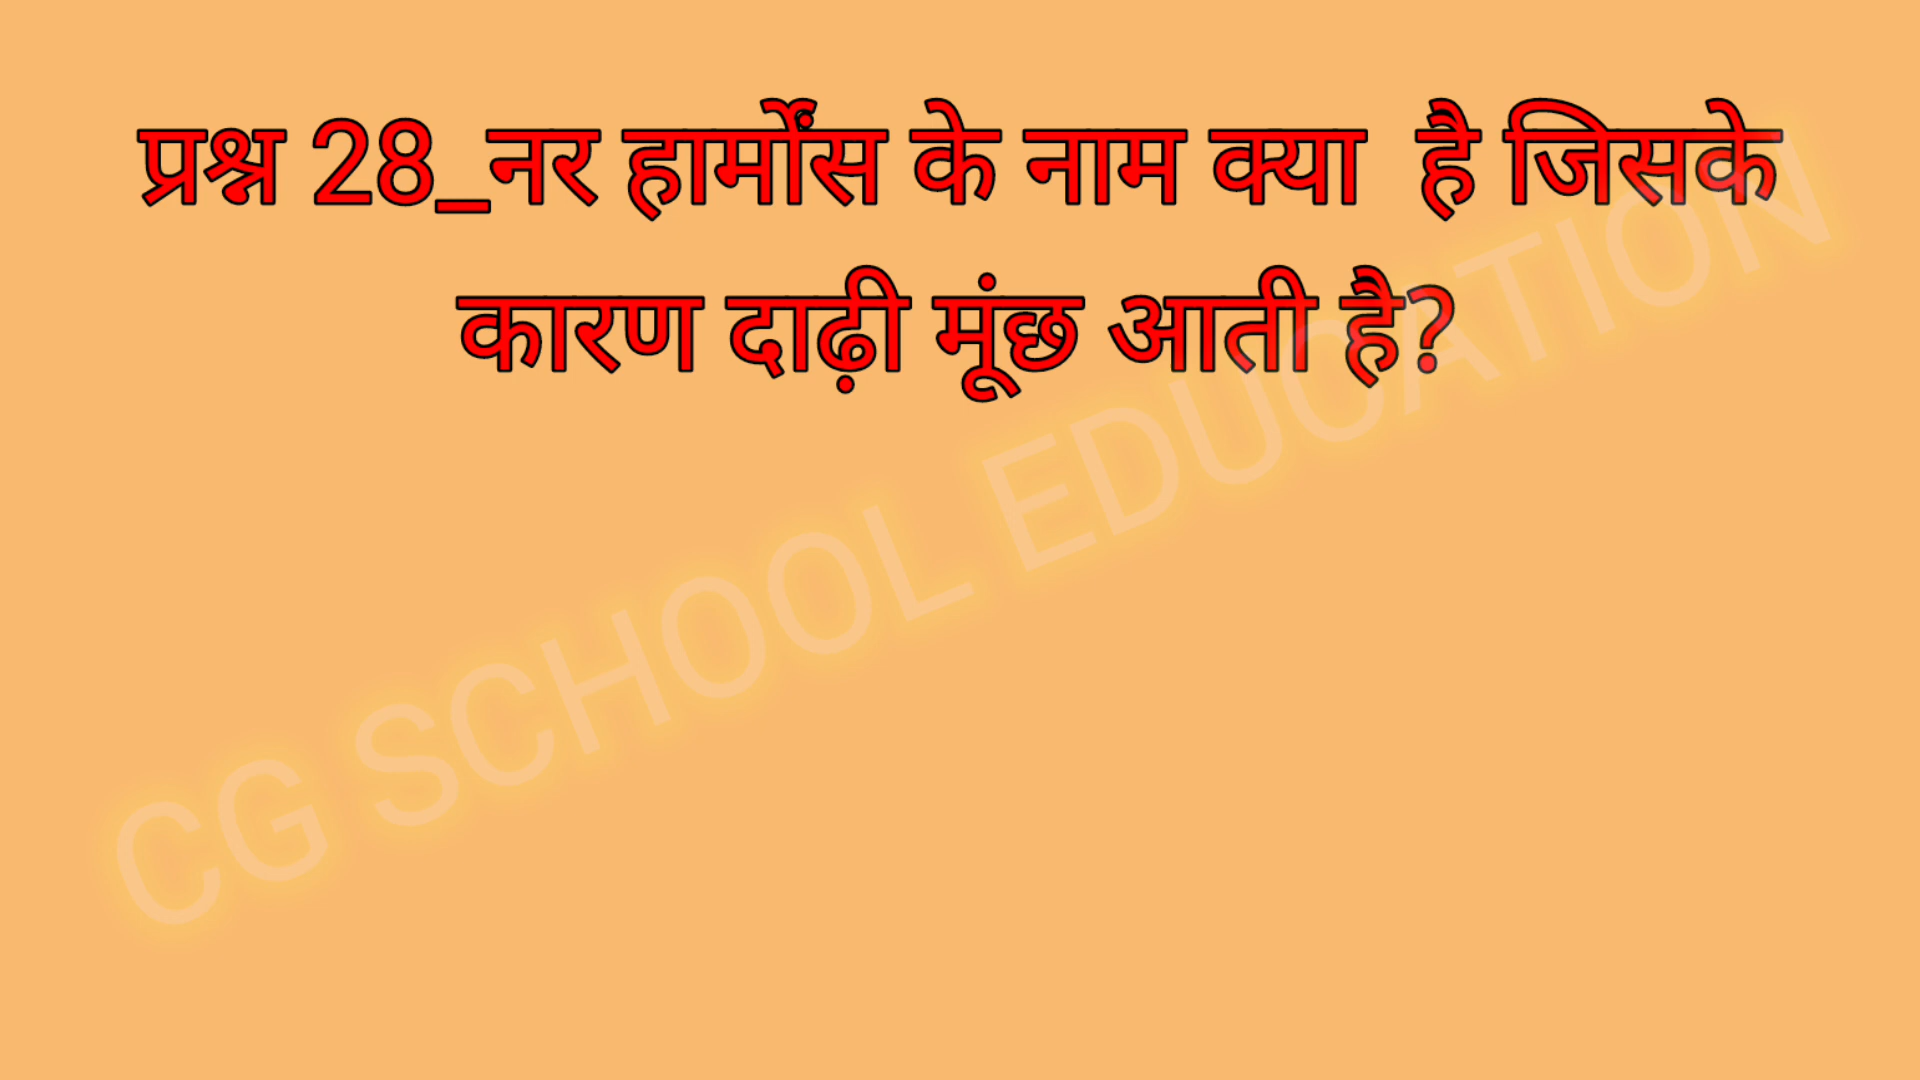 प्रश्न 28_नर हार्मोंस के नाम क्या  है जिसके
कारण दाढ़ी मूंछ आती है?
CG SCHOOL EDUCATION